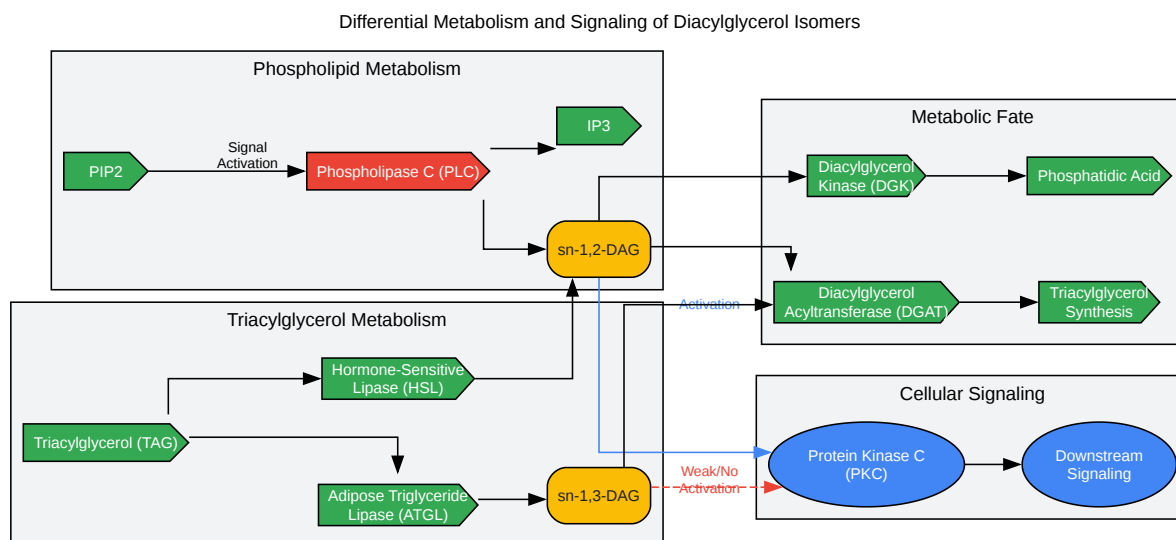 Differential Metabolism and Signaling of Diacylglycerol Isomers
Phospholipid Metabolism
PIP2
Signal
Activation
Phospholipase C (PLC)
IP3
sn-1,2-DAG
Metabolic Fate
Diacylglycerol
Kinase (DGK)
Phosphatidic Acid
Diacylglycerol
Acyltransferase (DGAT)
Triacylglycerol
Synthesis
Activation
Triacylglycerol Metabolism
Hormone-Sensitive
Lipase (HSL)
Triacylglycerol (TAG)
Adipose Triglyceride
Lipase (ATGL)
sn-1,3-DAG
Weak/No
Activation
Cellular Signaling
Protein Kinase C
(PKC)
Downstream
Signaling